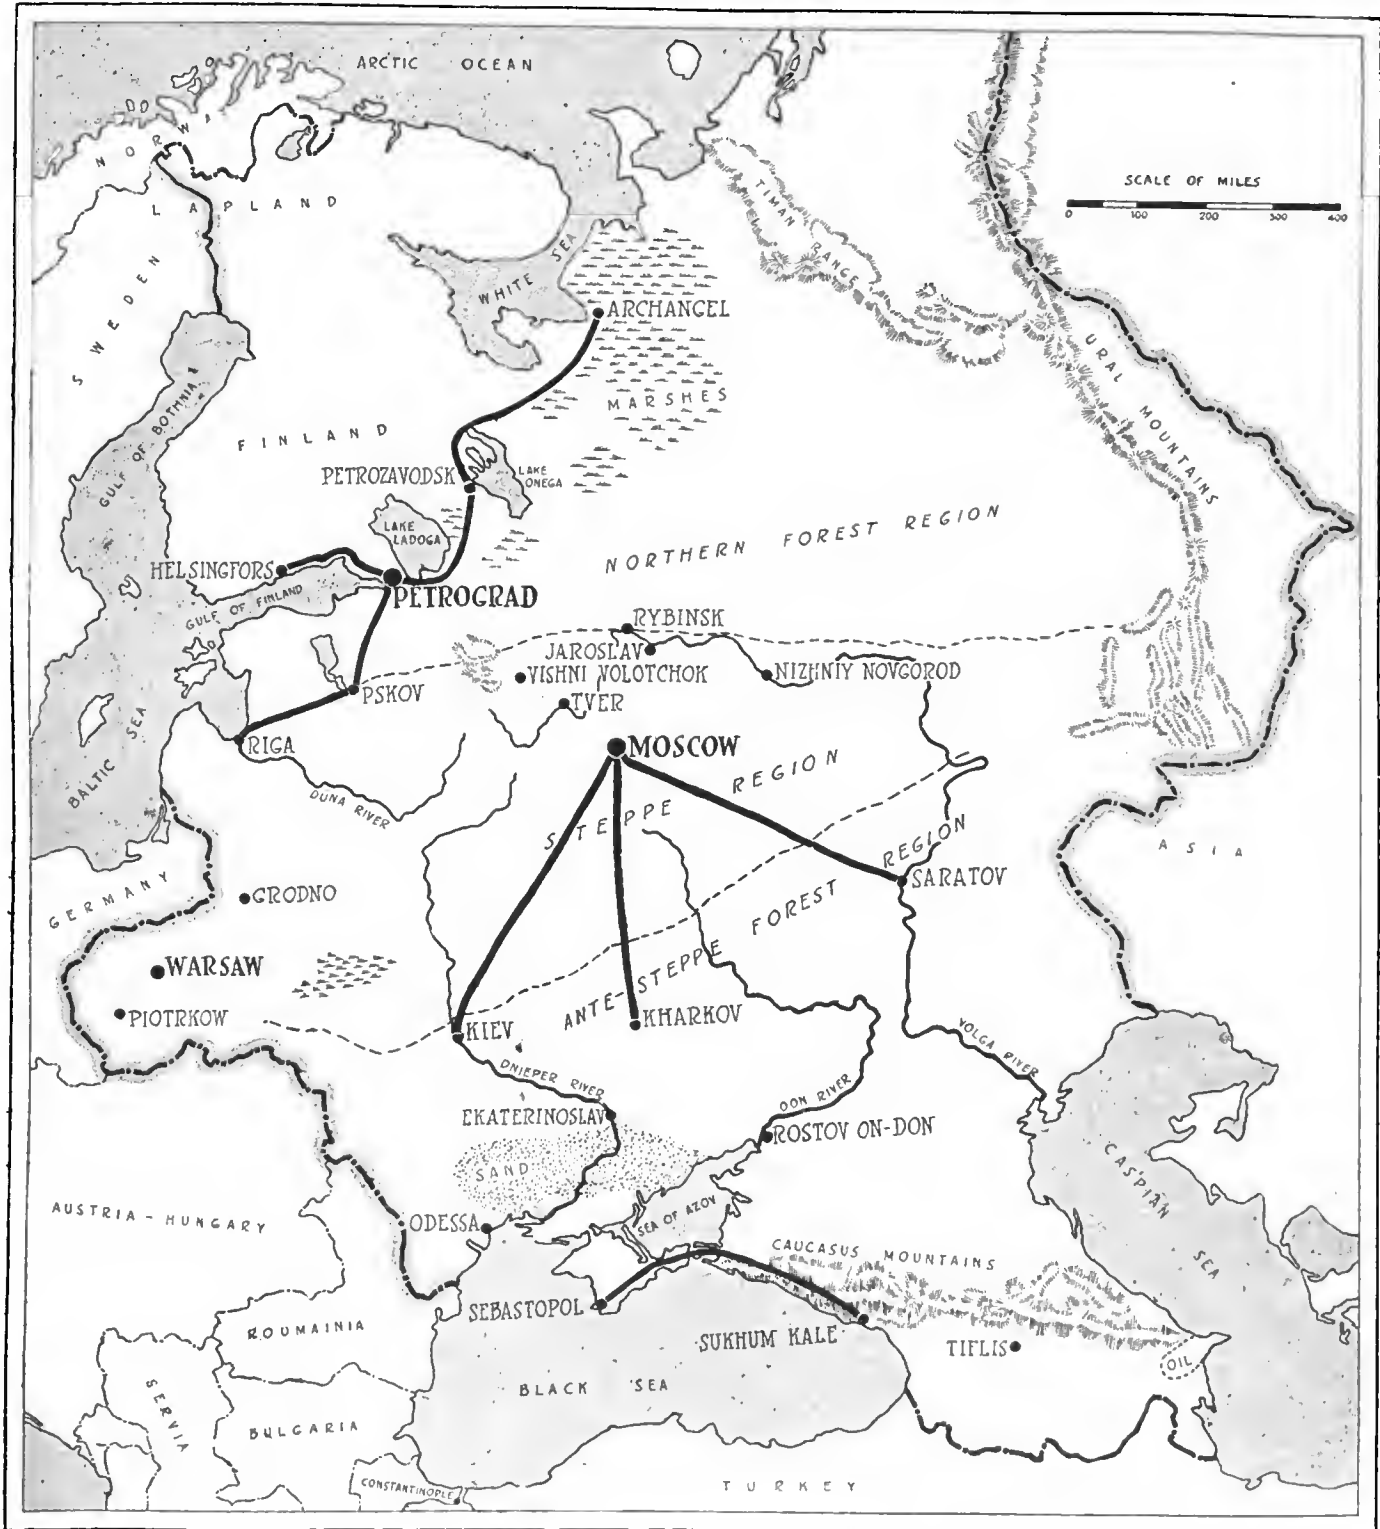 ARCTIC OCEAN
NORWAY
LAPLAND
SWEDEN
TIMAN RANGE
SCALE OF MILES
0 100 200 300 400
WHITE SEA
ARCHANGEL
URAL MOUNTAINS
MARSHES
GULF OF BOTHNIA
FINLAND
PETROZAVODSK
LAKE ONEGA
LAKE LADOGA
NORTHERN FOREST REGION
HELSINGFORS
PETROGRAD
GULF OF FINLAND
RYBINSK
JAROSLAV
VISHNI VOLOTCHOK
NIZHNIY NOVGOROD
PSKOV
TVER
RIGA
MOSCOW
BALTIC SEA
DUNA RIVER
STEPPE REGION
ASIA
GERMANY
GRODNO
SARATOV
ANTE-STEPPE FOREST REGION
WARSAW
PIOTRKOW
KIEV
KHARKOV
VOLGA RIVER
DNIEPER RIVER
DON RIVER
EKATERINOSLAV
ROSTOV ON-DON
SAND
CASPIAN SEA
AUSTRIA-HUNGARY
ODESSA
SEA OF AZOV
CAUCASUS MOUNTAINS
SEBASTOPOL
ROUMAINIA
SUKHUM KALE
TIFLIS
OIL
BLACK SEA
SERVIA
BULGARIA
CONSTANTINOPLE
TURKEY